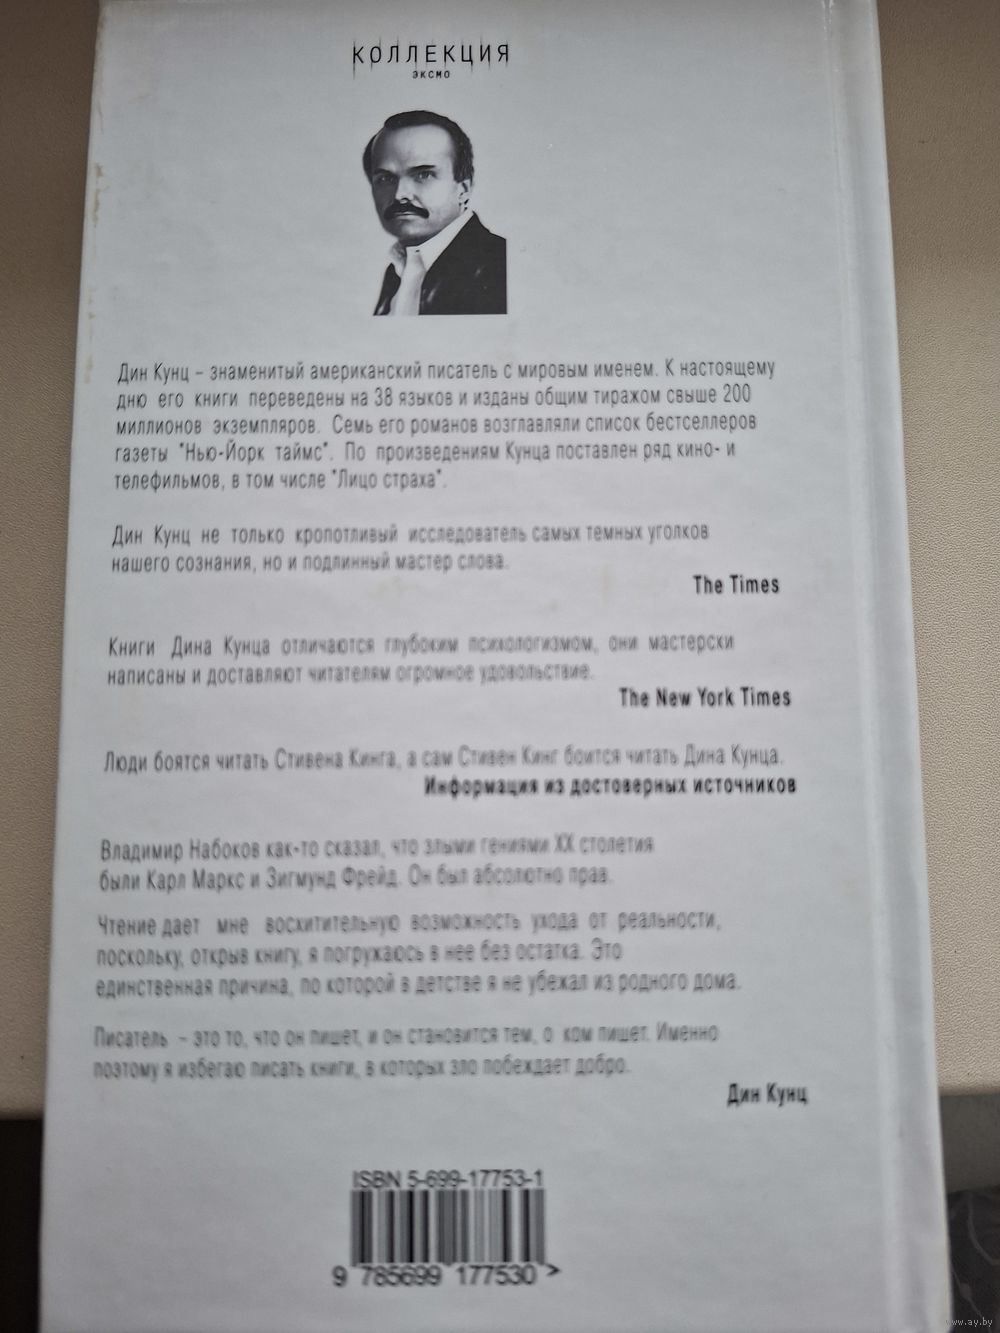 КОЛЛЕКЦИЯ
ЭКСМО
Дин Кунц – знаменитый американский писатель с мировым именем. К настоящему
дню его книги переведены на 38 языков и изданы общим тиражом свыше 200
миллионов экземпляров. Семь его романов возглавляли список бестселлеров
газеты "Нью-Йорк таймс". По произведениям Кунца поставлен ряд кино- и
телефильмов, в том числе "Лицо страха".
Дин Кунц не только кропотливый исследователь самых темных уголков
нашего сознания, но и подлинный мастер слова.
The Times
Книги Дина Кунца отличаются глубоким психологизмом, они мастерски
написаны и доставляют читателям огромное удовольствие.
The New York Times
Люди боятся читать Стивена Кинга, а сам Стивен Кинг боится читать Дина Кунца.
Информация из достоверных источников
Владимир Набоков как-то сказал, что злыми гениями XX столетия
были Карл Маркс и Зигмунд Фрейд. Он был абсолютно прав.
Чтение дает мне восхитительную возможность ухода от реальности,
поскольку, открыв книгу, я погружаюсь в нее без остатка. Это
единственная причина, по которой в детстве я не убежал из родного дома.
Писатель – это то, что он пишет, и он становится тем, о ком пишет. Именно
поэтому я избегаю писать книги, в которых зло побеждает добро.
Дин Кунц
ISBN 5-699-17753-1
9 785699 177530 >
www.ay.by